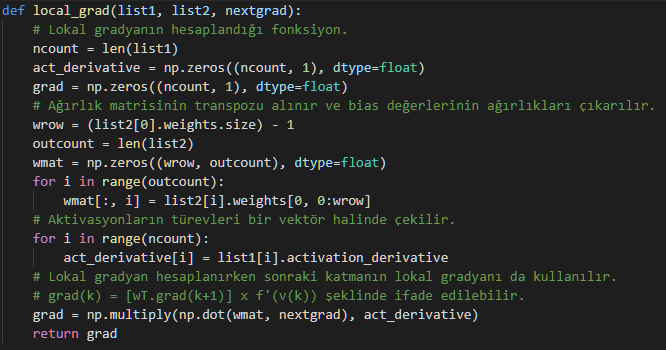 def local_grad(list1, list2, nextgrad):
    # Lokal gradyanın hesaplandığı fonksiyon.
    ncount = len(list1)
    act_derivative = np.zeros((ncount, 1), dtype=float)
    grad = np.zeros((ncount, 1), dtype=float)
    # Ağırlık matrisinin transpozu alınır ve bias değerlerinin ağırlıkları çıkarılır.
    wrow = (list2[0].weights.size) - 1
    outcount = len(list2)
    wmat = np.zeros((wrow, outcount), dtype=float)
    for i in range(outcount):
        wmat[:, i] = list2[i].weights[0, 0:wrow]
    # Aktivasyonların türevleri bir vektör halinde çekilir.
    for i in range(ncount):
        act_derivative[i] = list1[i].activation_derivative
    # Lokal gradyan hesaplanırken sonraki katmanın lokal gradyanı da kullanılır.
    # grad(k) = [wT.grad(k+1)] x f'(v(k)) şeklinde ifade edilebilir.
    grad = np.multiply(np.dot(wmat, nextgrad), act_derivative)
    return grad